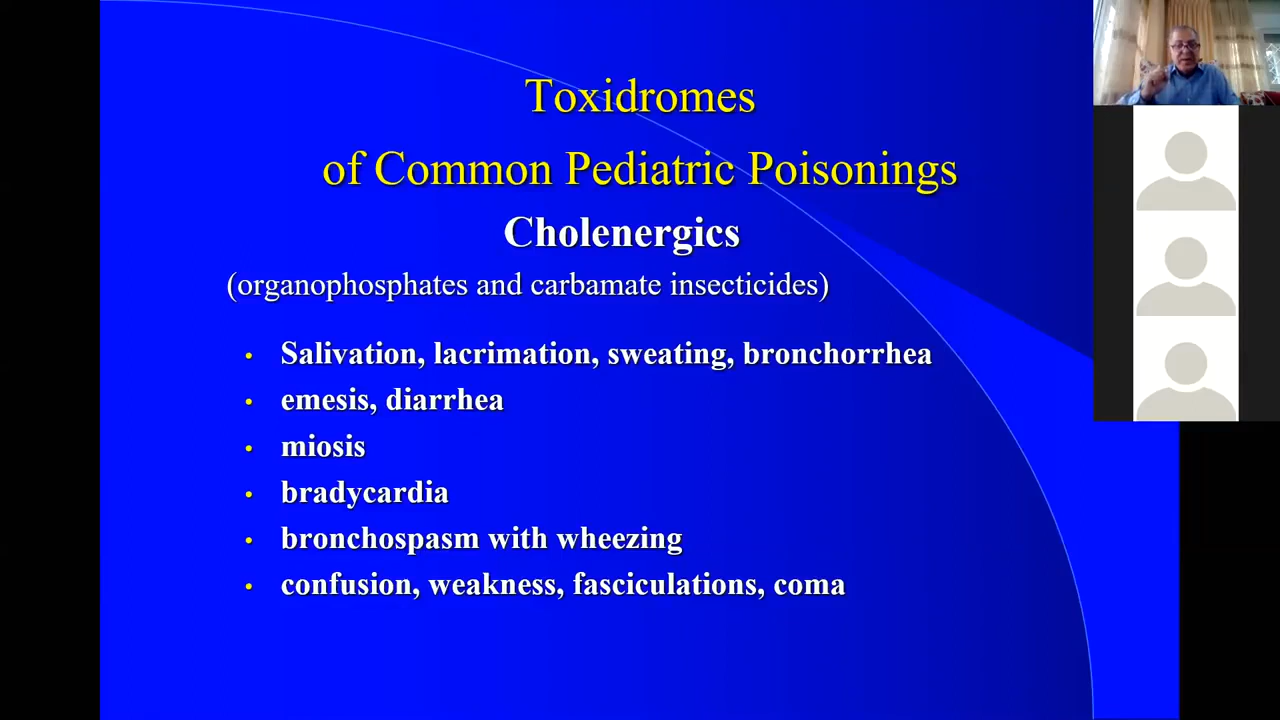 Toxidromes
of Common Pediatric Poisonings
Cholenergics
(organophosphates and carbamate insecticides)
• Salivation, lacrimation, sweating, bronchorrhea
• emesis, diarrhea
• miosis
• bradycardia
• bronchospasm with wheezing
• confusion, weakness, fasciculations, coma